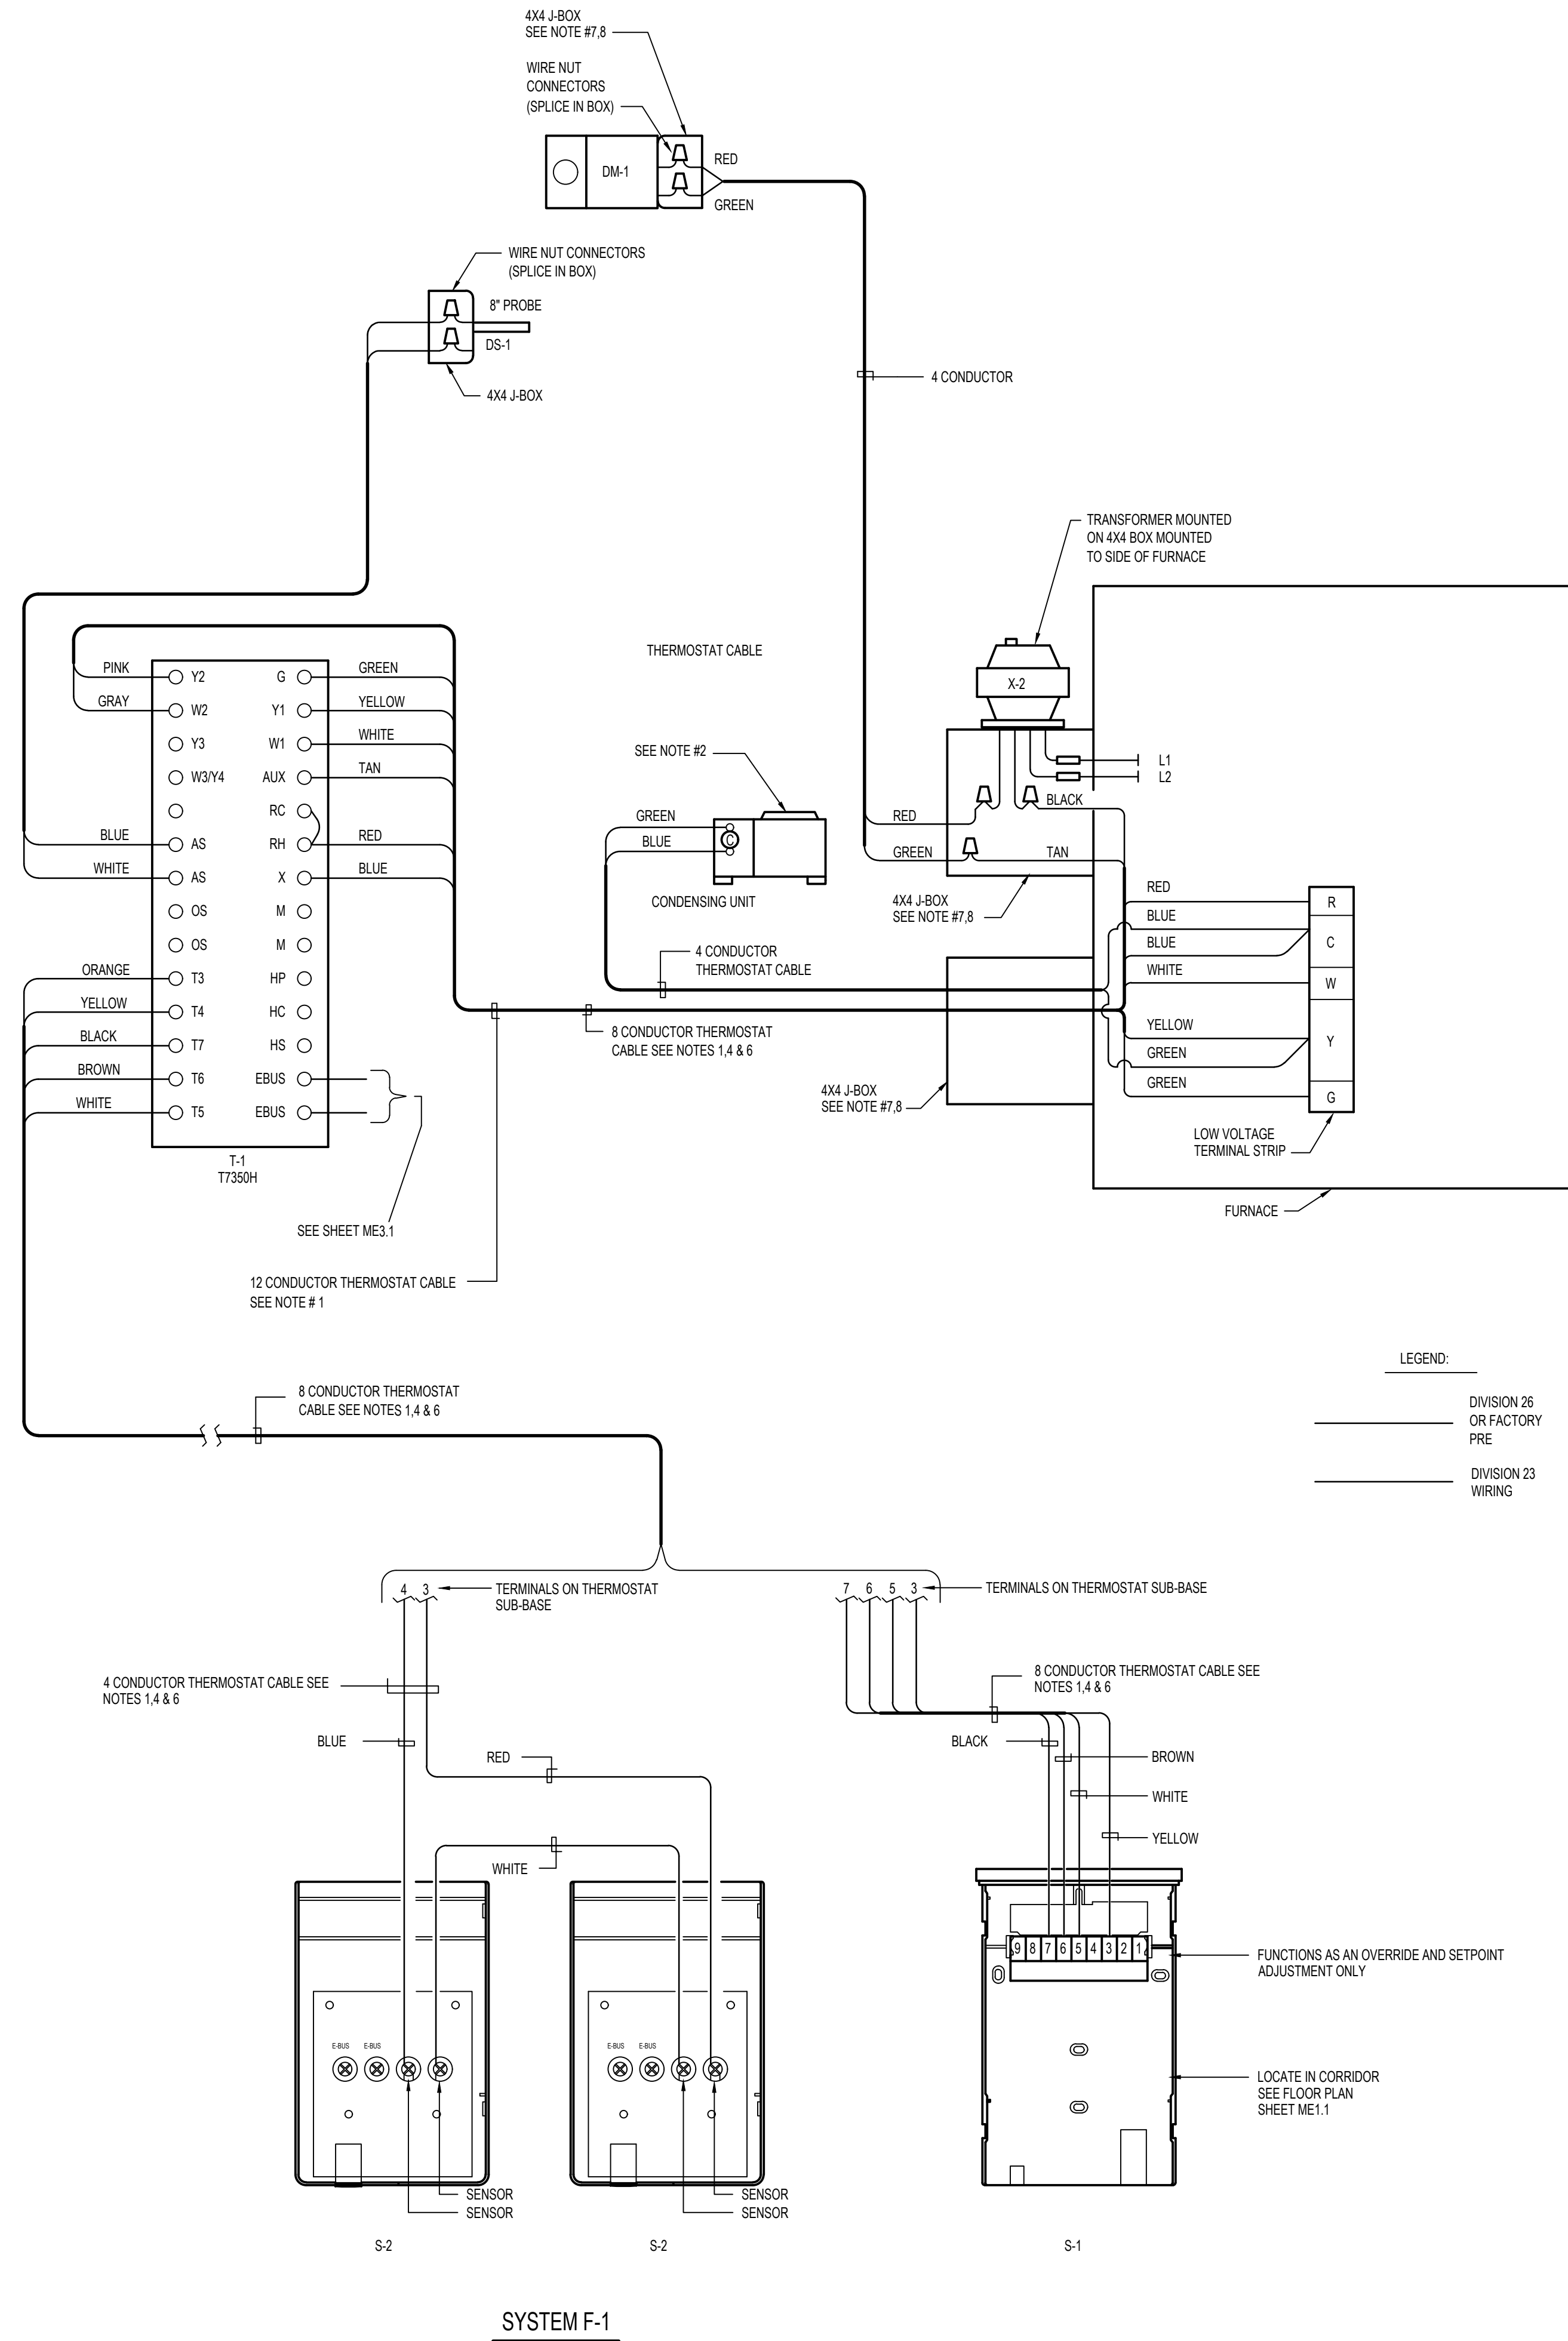 4X4 J-BOX
SEE NOTE #7,8
WIRE NUT
CONNECTORS
(SPLICE IN BOX)
DM-1
RED
GREEN
WIRE NUT CONNECTORS
(SPLICE IN BOX)
8" PROBE
DS-1
4X4 J-BOX
4 CONDUCTOR
TRANSFORMER MOUNTED
ON 4X4 BOX MOUNTED
TO SIDE OF FURNACE
THERMOSTAT CABLE
X-2
L1
L2
BLACK
RED
GREEN
TAN
4X4 J-BOX
SEE NOTE #7,8
SEE NOTE #2
GREEN
BLUE
C
CONDENSING UNIT
4 CONDUCTOR
THERMOSTAT CABLE
8 CONDUCTOR THERMOSTAT
CABLE SEE NOTES 1,4 & 6
4X4 J-BOX
SEE NOTE #7,8
RED
BLUE
BLUE
WHITE
YELLOW
GREEN
GREEN
R
C
W
Y
G
LOW VOLTAGE
TERMINAL STRIP
FURNACE
PINK Y2 G GREEN
GRAY W2 Y1 YELLOW
Y3 W1 WHITE
W3/Y4 AUX TAN
RC
BLUE AS RH RED
WHITE AS X BLUE
OS M
OS M
ORANGE T3 HP
YELLOW T4 HC
BLACK T7 HS
BROWN T6 EBUS
WHITE T5 EBUS
T-1
T7350H
SEE SHEET ME3.1
12 CONDUCTOR THERMOSTAT CABLE
SEE NOTE # 1
LEGEND:
DIVISION 26
OR FACTORY
PRE
DIVISION 23
WIRING
8 CONDUCTOR THERMOSTAT
CABLE SEE NOTES 1,4 & 6
4 3
TERMINALS ON THERMOSTAT
SUB-BASE
7 6 5 3
TERMINALS ON THERMOSTAT SUB-BASE
4 CONDUCTOR THERMOSTAT CABLE SEE
NOTES 1,4 & 6
8 CONDUCTOR THERMOSTAT CABLE SEE
NOTES 1,4 & 6
BLUE
RED
WHITE
BLACK
BROWN
WHITE
YELLOW
9 8 7 6 5 4 3 2 1
FUNCTIONS AS AN OVERRIDE AND SETPOINT
ADJUSTMENT ONLY
LOCATE IN CORRIDOR
SEE FLOOR PLAN
SHEET ME1.1
E-BUS E-BUS
E-BUS E-BUS
SENSOR
SENSOR
SENSOR
SENSOR
S-2
S-2
S-1
SYSTEM F-1